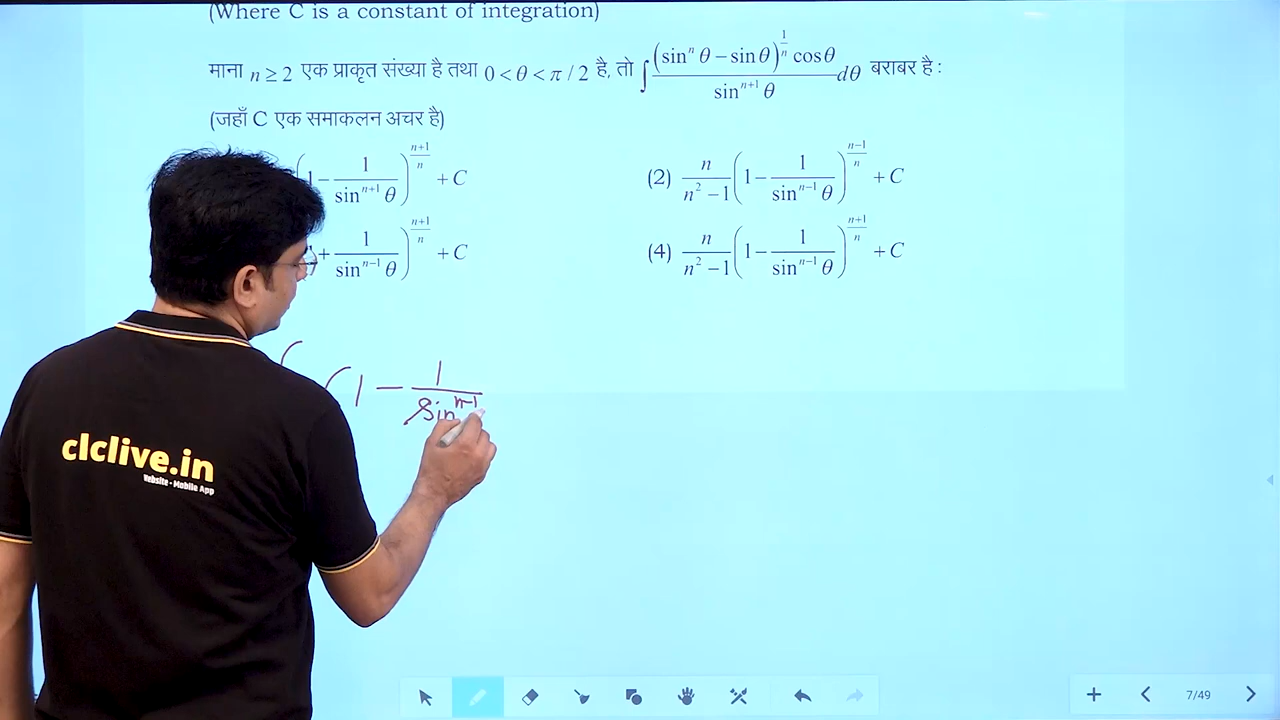 (Where C is a constant of integration)
माना n ≥ 2 एक प्राकृत संख्या है तथा 0 < θ < π / 2 है, तो ∫ (sinⁿ θ − sin θ)^(1/n) cos θ / sinⁿ⁺¹ θ dθ बराबर है :
(जहाँ C एक समाकलन अचर है)
(1 − 1/sinⁿ⁺¹ θ)^((n+1)/n) + C
(2) n/(n² − 1) (1 − 1/sinⁿ⁻¹ θ)^((n−1)/n) + C
+ 1/sinⁿ⁻¹ θ)^((n+1)/n) + C
(4) n/(n² − 1) (1 − 1/sinⁿ⁻¹ θ)^((n+1)/n) + C
( 1 − 1/sinⁿ⁻¹
clclive.in
Website - Mobile App
7/49